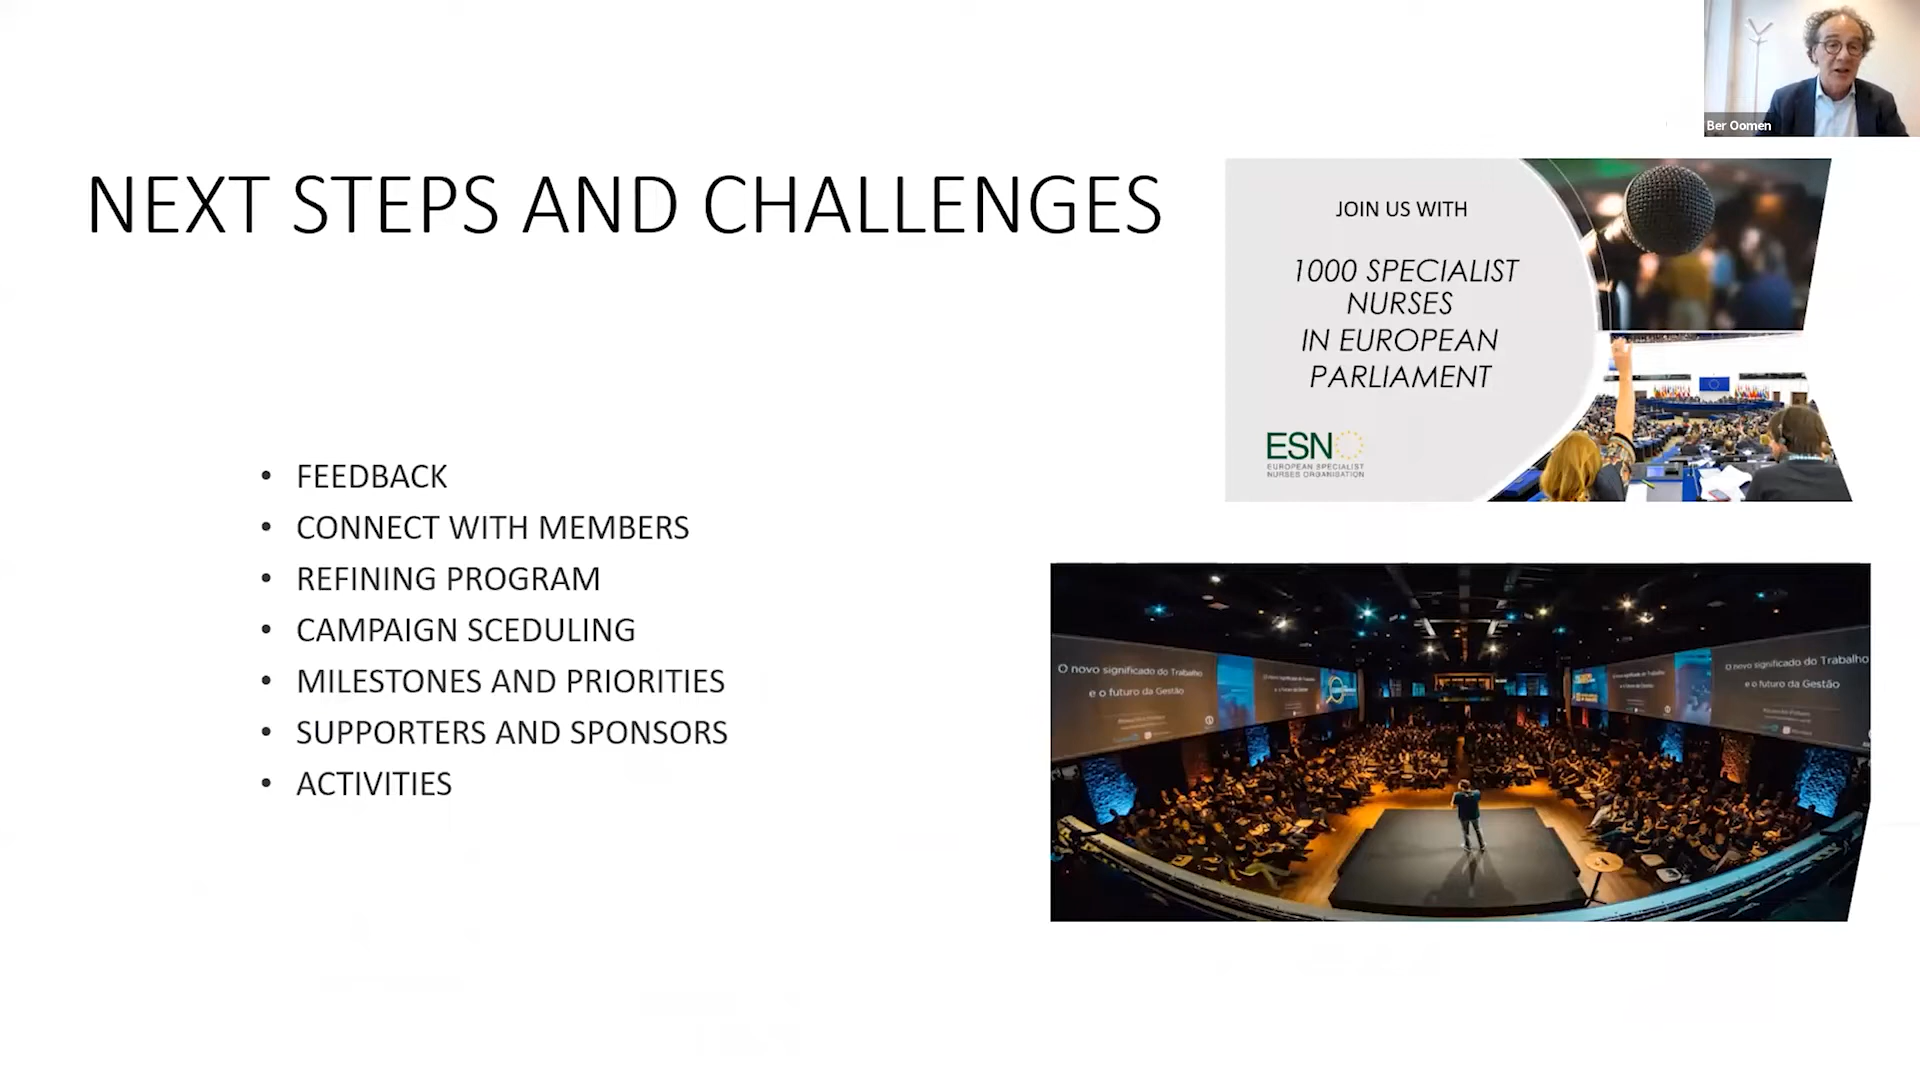 Ber Oomen
NEXT STEPS AND CHALLENGES
JOIN US WITH
1000 SPECIALIST
NURSES
IN EUROPEAN
PARLIAMENT
ESNO
EUROPEAN SPECIALIST
NURSES ORGANISATION
• FEEDBACK
• CONNECT WITH MEMBERS
• REFINING PROGRAM
• CAMPAIGN SCEDULING
• MILESTONES AND PRIORITIES
• SUPPORTERS AND SPONSORS
• ACTIVITIES
O novo significado do Trabalho
e o futuro da Gestão
O novo significado do Trabalho
e o futuro da Gestão